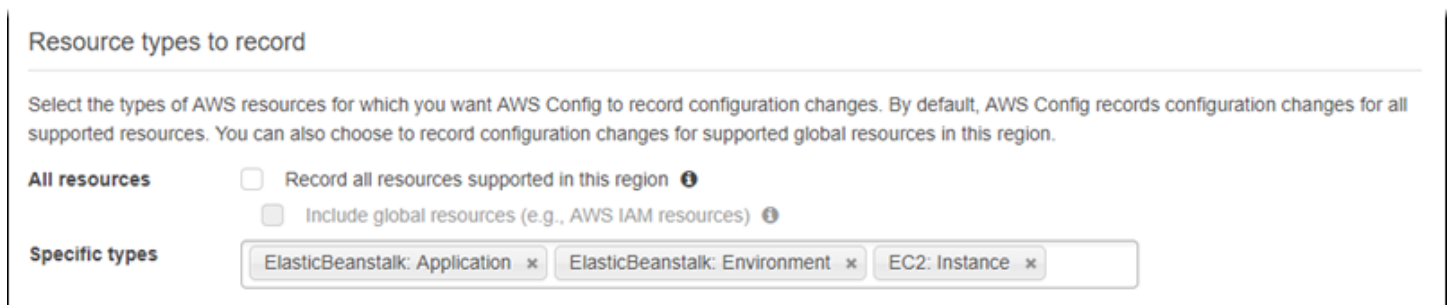 Resource types to record
Select the types of AWS resources for which you want AWS Config to record configuration changes. By default, AWS Config records configuration changes for all
supported resources. You can also choose to record configuration changes for supported global resources in this region.
All resources Record all resources supported in this region
Include global resources (e.g., AWS IAM resources)
Specific types ElasticBeanstalk: Application × ElasticBeanstalk: Environment × EC2: Instance ×